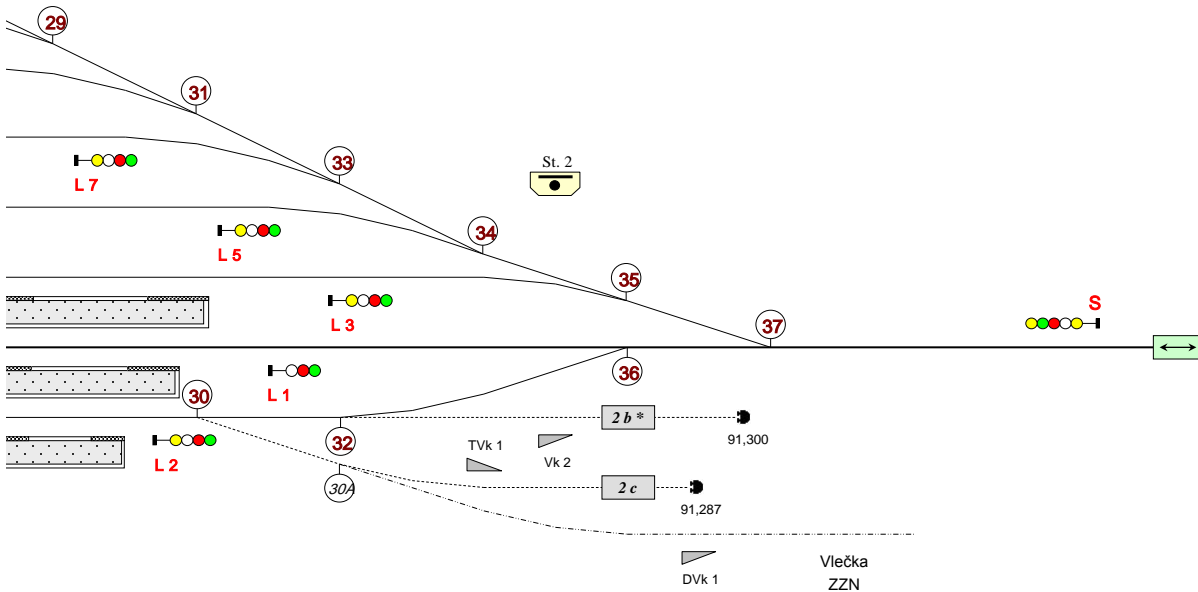 29
31
33
St. 2
L 7
34
L 5
35
S
L 3
37
36
L 1
30
2 b *
91,300
TVk 1
Vk 2
32
L 2
30A
2 c
91,287
DVk 1
Vlečka
ZZN